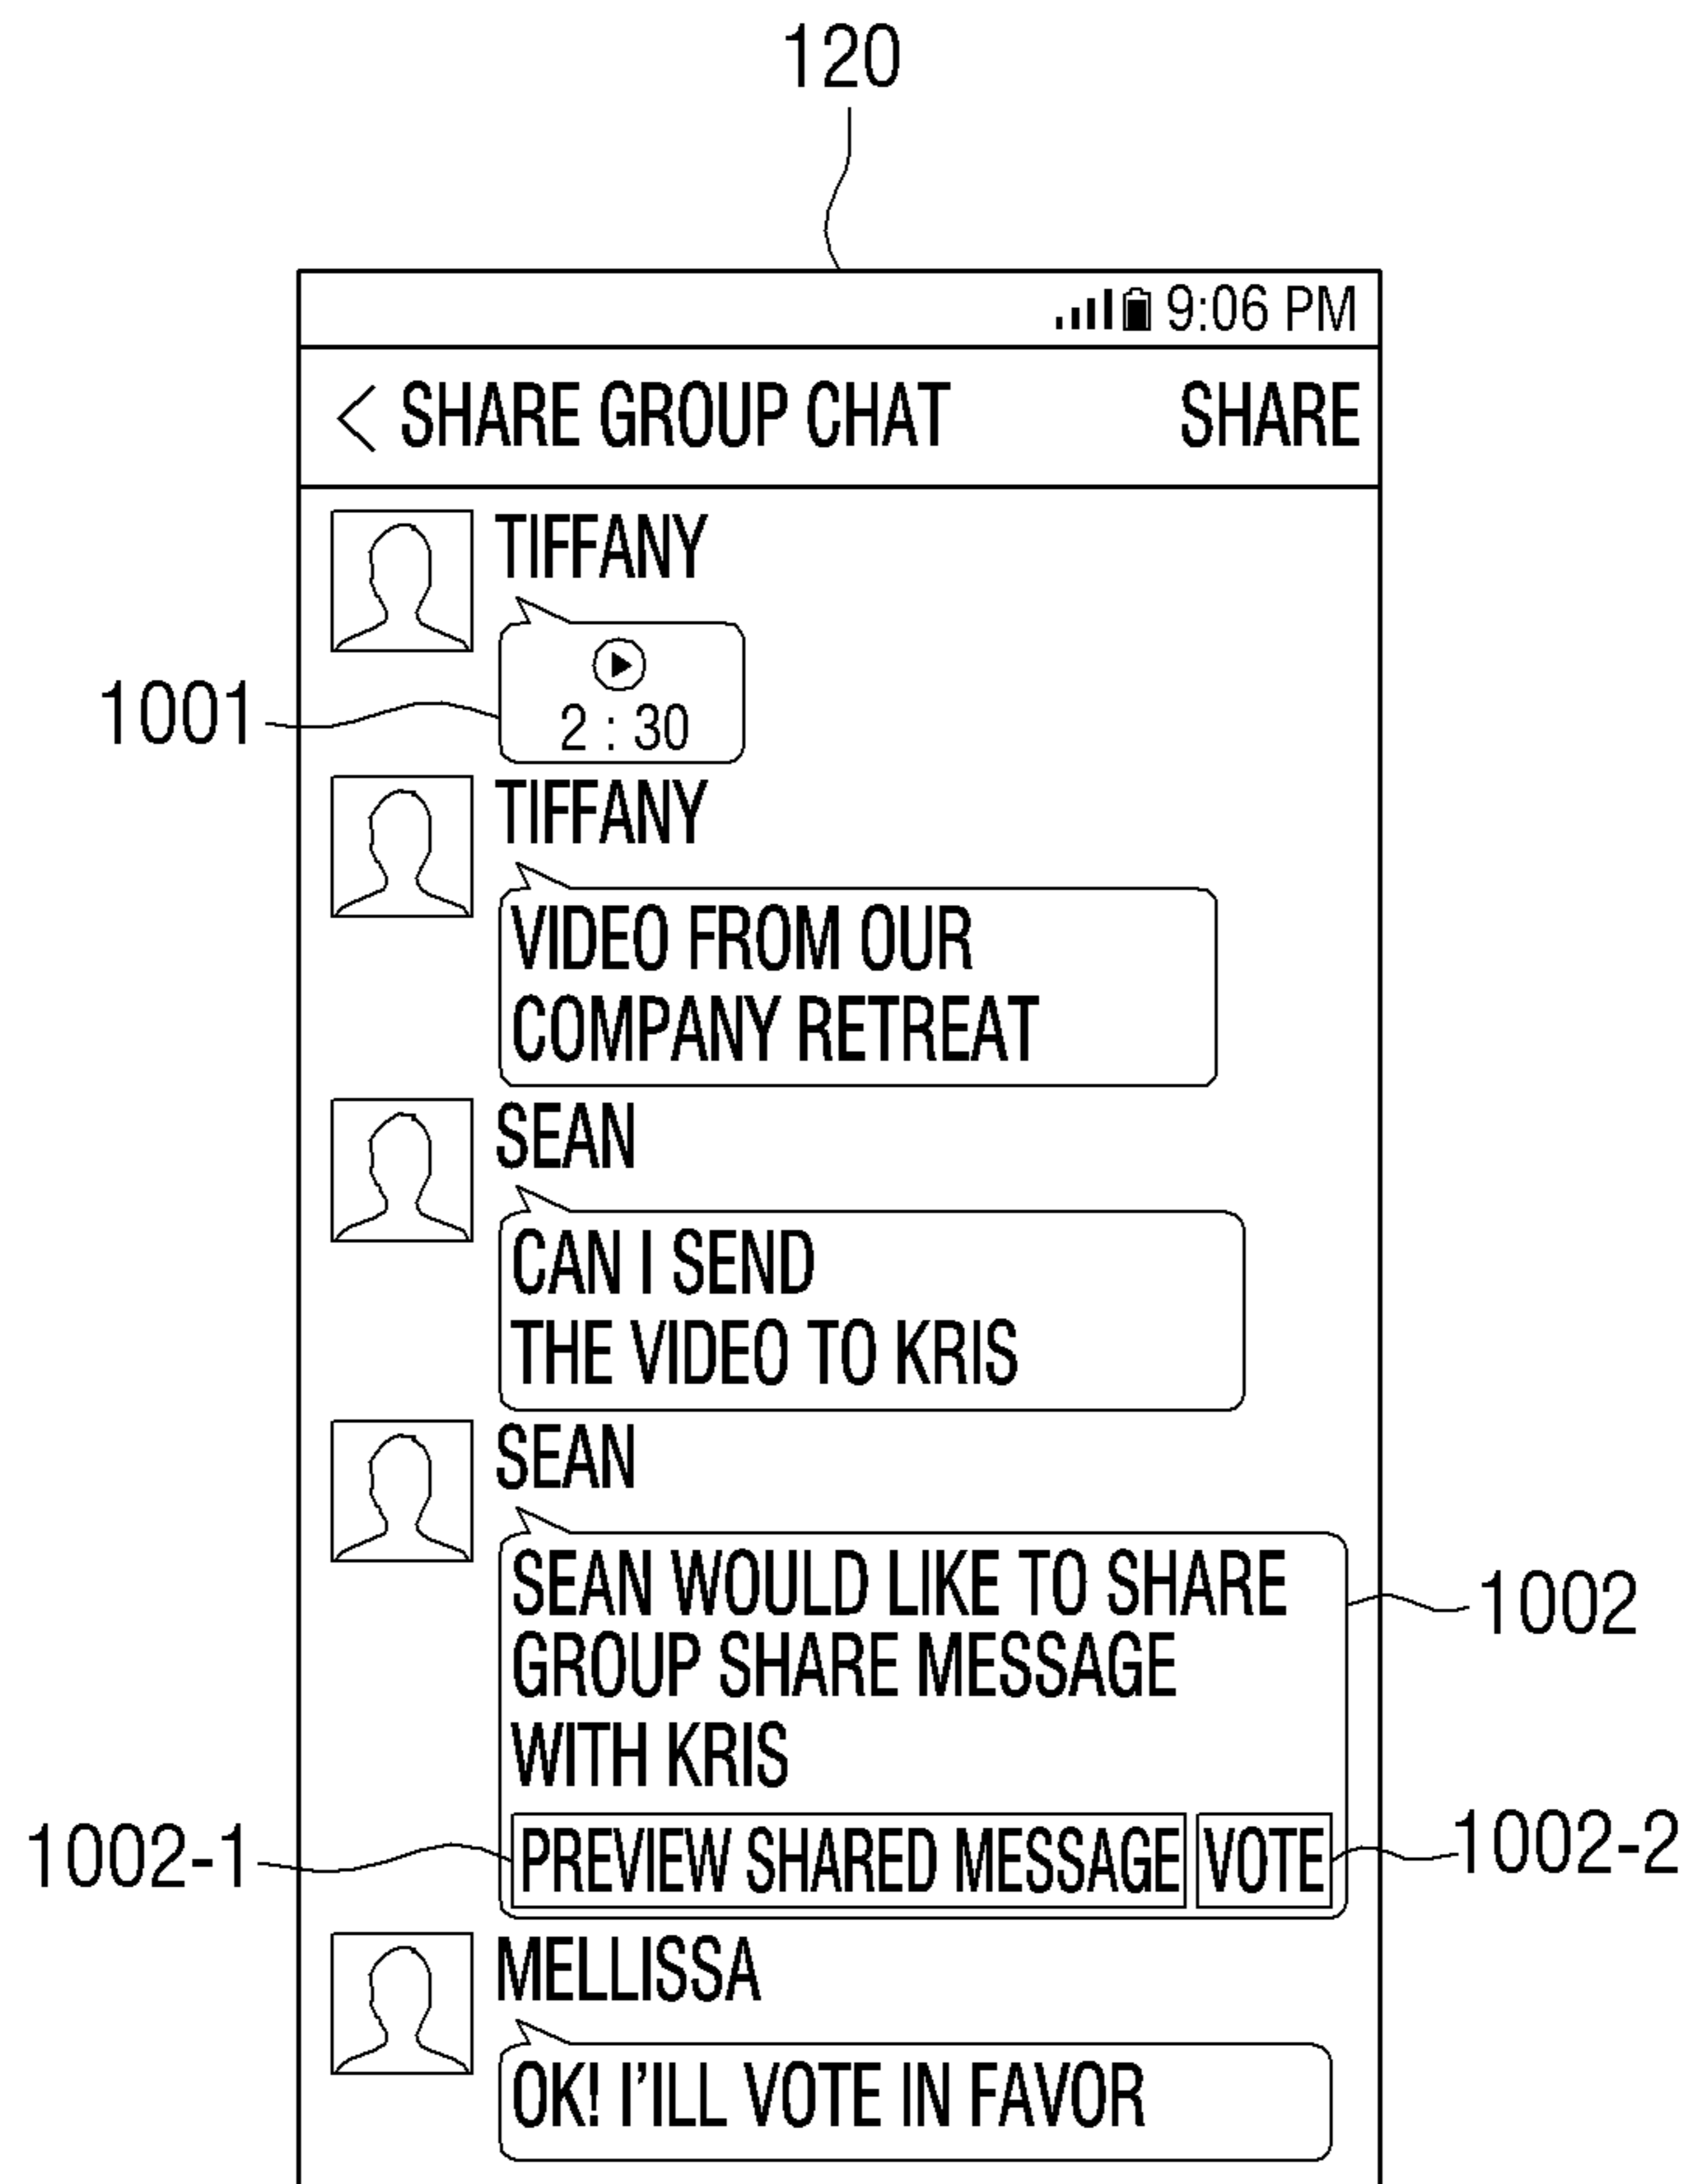 120
9:06 PM
< SHARE GROUP CHAT SHARE
TIFFANY
1001
2 : 30
TIFFANY
VIDEO FROM OUR
COMPANY RETREAT
SEAN
CAN I SEND
THE VIDEO TO KRIS
SEAN
SEAN WOULD LIKE TO SHARE
1002
GROUP SHARE MESSAGE
WITH KRIS
1002-1 PREVIEW SHARED MESSAGE VOTE 1002-2
MELLISSA
OK! I'ILL VOTE IN FAVOR